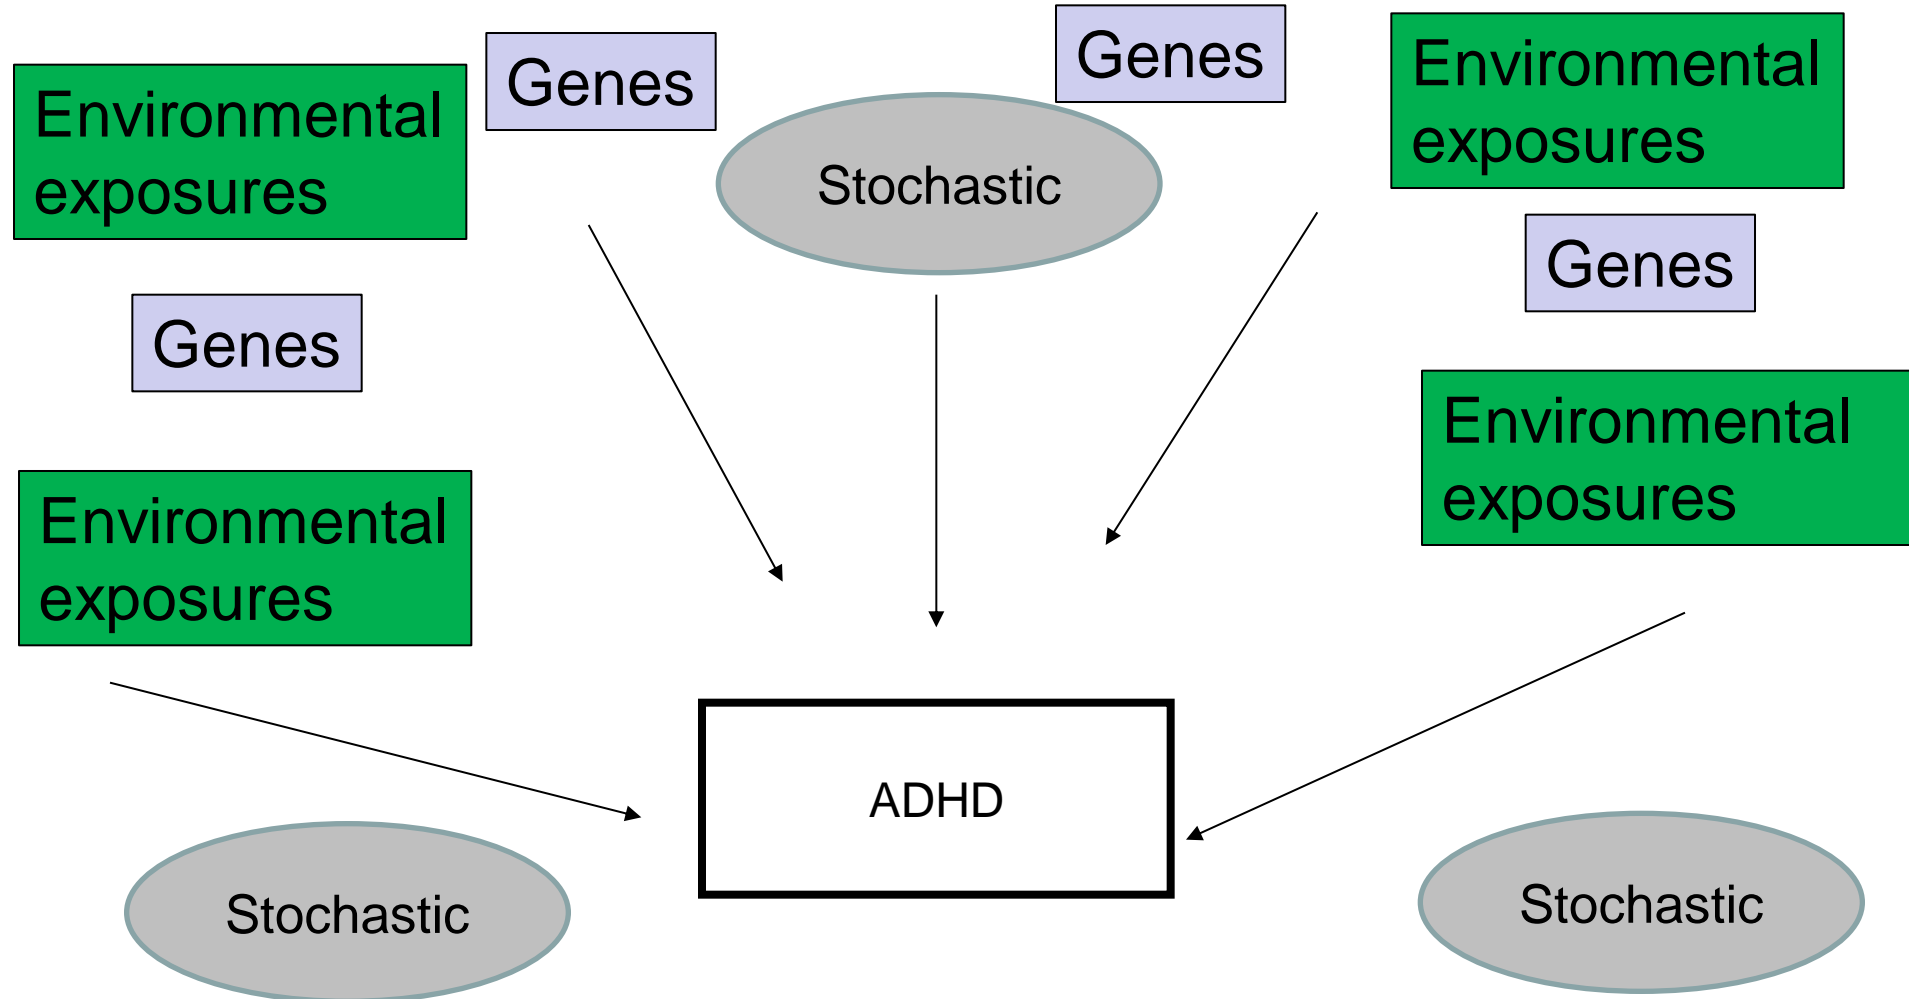 Genes
Genes
Environmental
exposures
Environmental
exposures
Stochastic
Genes
Genes
Environmental
exposures
Environmental
exposures
ADHD
Stochastic
Stochastic